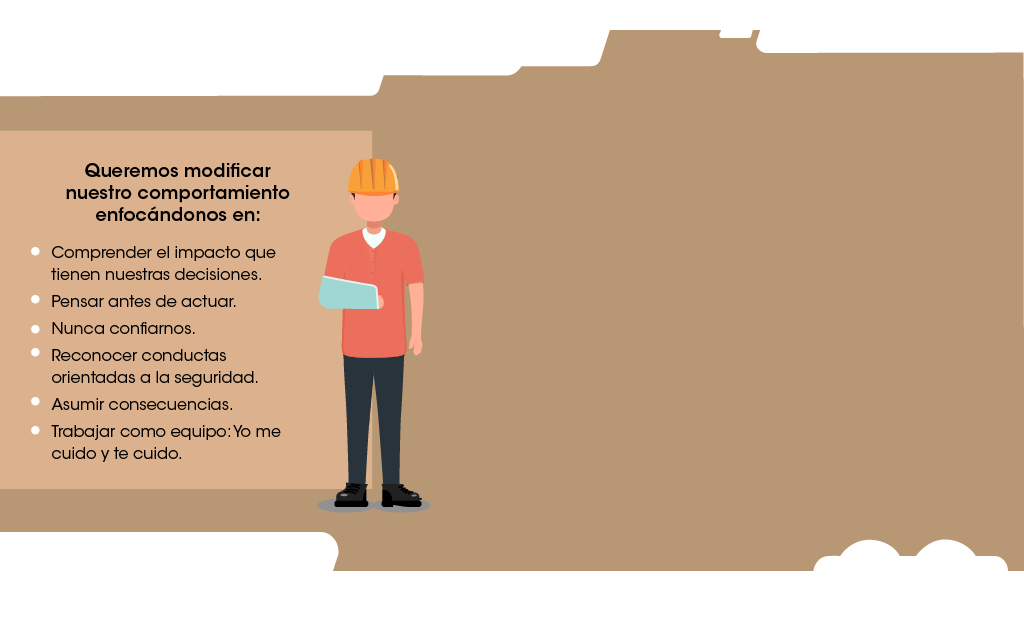 Queremos modificar
nuestro comportamiento
enfocándonos en:
Comprender el impacto que
tienen nuestras decisiones.
Pensar antes de actuar.
Nunca confiarnos.
Reconocer conductas
orientadas a la seguridad.
Asumir consecuencias.
Trabajar como equipo: Yo me
cuido y te cuido.